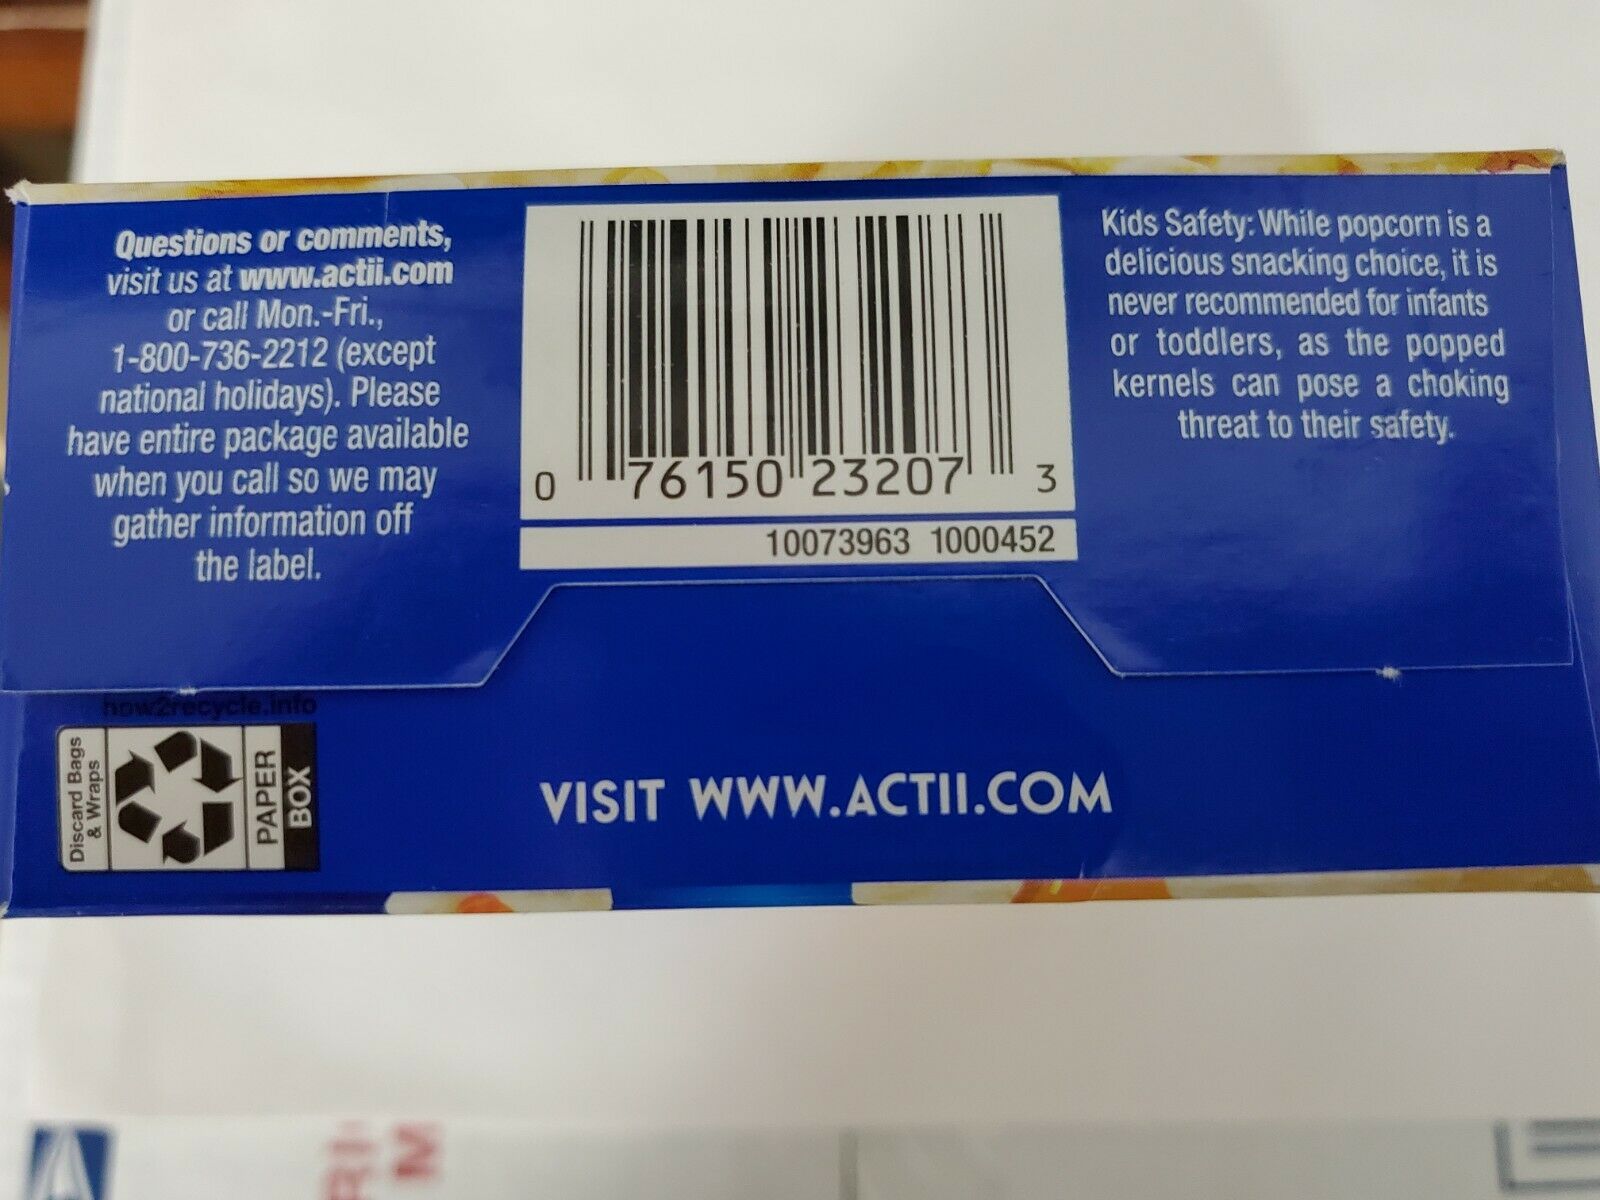 Questions or comments,
visit us at www.actii.com
or call Mon.-Fri.,
1-800-736-2212 (except
national holidays). Please
have entire package available
when you call so we may
gather information off
the label.
0 76150 23207 3
10073963 1000452
Kids Safety: While popcorn is a
delicious snacking choice, it is
never recommended for infants
or toddlers, as the popped
kernels can pose a choking
threat to their safety.
how2recycle.info
Discard Bags
& Wraps
PAPER
BOX
VISIT WWW.ACTII.COM
RI
M